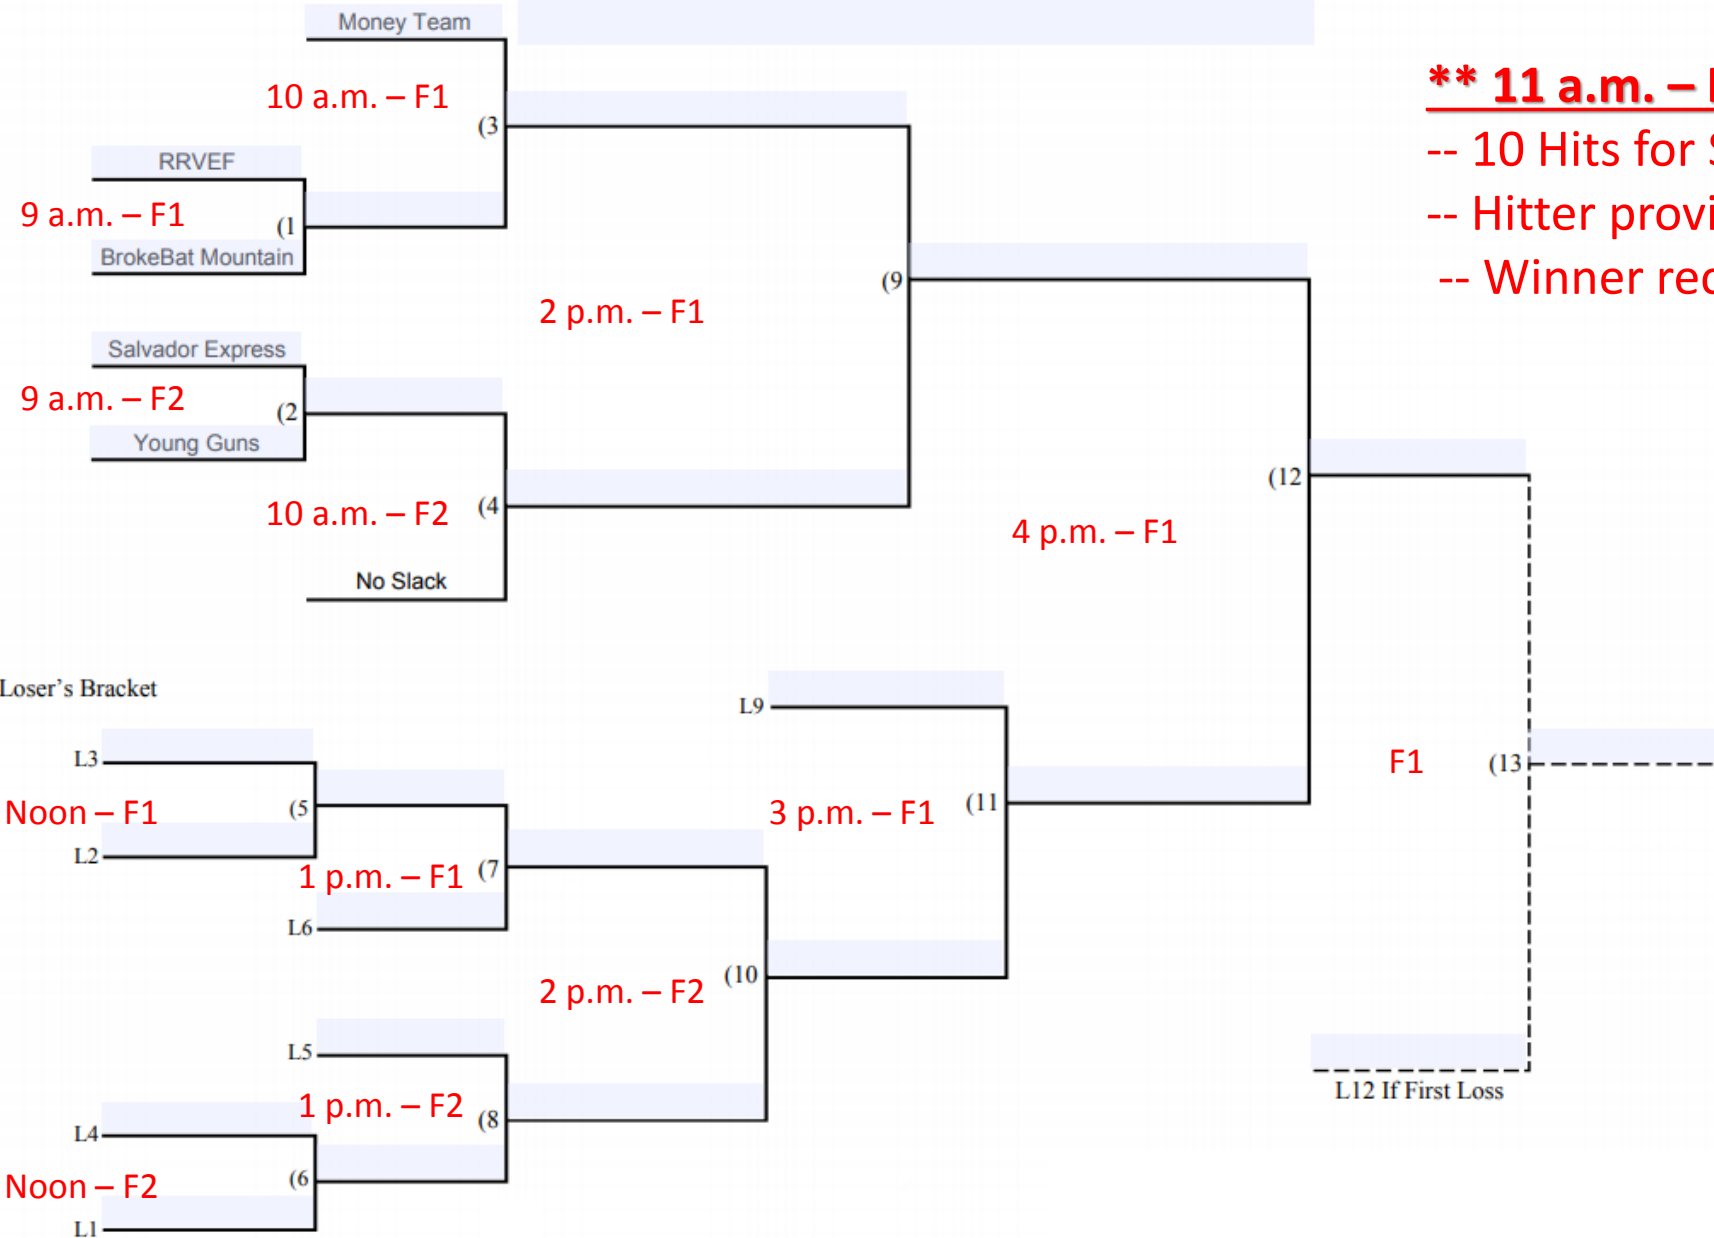 Money Team
10 a.m. – F1
(3
RRVEF
9 a.m. – F1
(1
BrokeBat Mountain
** 11 a.m. –
-- 10 Hits for
-- Hitter
-- Winner
2 p.m. – F1
(9
Salvador Express
9 a.m. – F2
(2
Young Guns
10 a.m. – F2
(4
4 p.m. – F1
(12
No Slack
Loser's Bracket
L9
L3
Noon – F1
(5
L2
3 p.m. – F1
(11
F1
(13
1 p.m. – F1
(7
L6
2 p.m. – F2
(10
L5
1 p.m. – F2
(8
L12 If First Loss
L4
Noon – F2
(6
L1